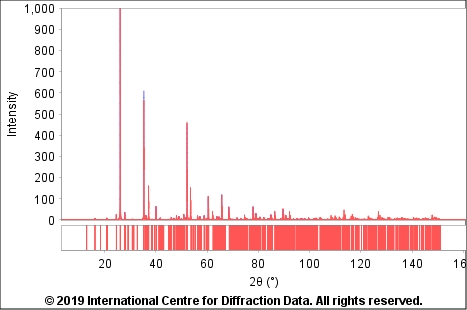 1,000
900
800
700
600
500
400
300
200
100
0
Intensity
20 40 60 80 100 120 140 16
2θ (°)
© 2019 International Centre for Diffraction Data. All rights reserved.